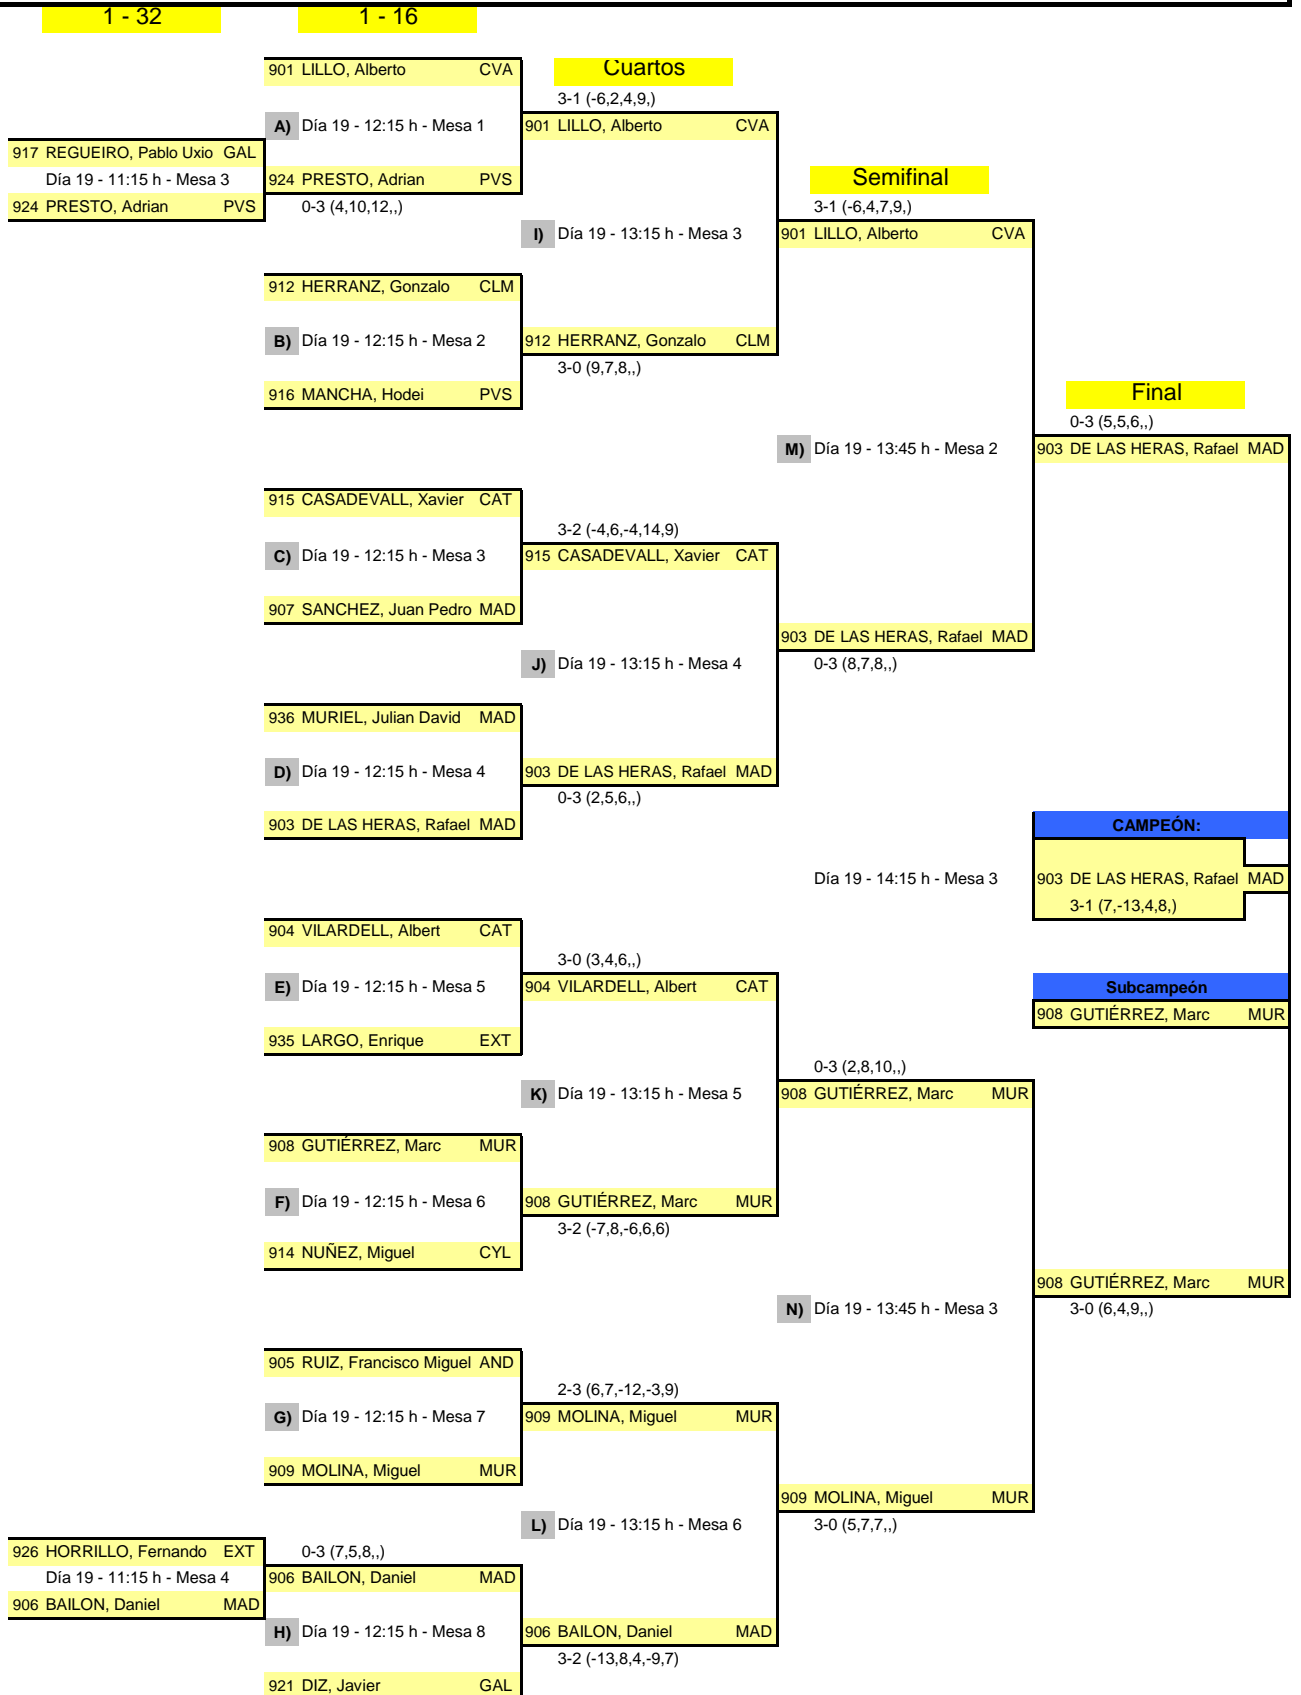 1 - 32 1 - 16
901 LILLO, Alberto CVA Cuartos
3-1 (-6,2,4,9,)
A) Día 19 - 12:15 h - Mesa 1 901 LILLO, Alberto CVA
917 REGUEIRO, Pablo Uxio GAL
Día 19 - 11:15 h - Mesa 3 924 PRESTO, Adrian PVS Semifinal
924 PRESTO, Adrian PVS 0-3 (4,10,12,,) 3-1 (-6,4,7,9,)
I) Día 19 - 13:15 h - Mesa 3 901 LILLO, Alberto CVA
912 HERRANZ, Gonzalo CLM
B) Día 19 - 12:15 h - Mesa 2 912 HERRANZ, Gonzalo CLM
3-0 (9,7,8,,)
916 MANCHA, Hodei PVS Final
0-3 (5,5,6,,)
M) Día 19 - 13:45 h - Mesa 2 903 DE LAS HERAS, Rafael MAD
915 CASADEVALL, Xavier CAT
3-2 (-4,6,-4,14,9)
C) Día 19 - 12:15 h - Mesa 3 915 CASADEVALL, Xavier CAT
907 SANCHEZ, Juan Pedro MAD
903 DE LAS HERAS, Rafael MAD
J) Día 19 - 13:15 h - Mesa 4 0-3 (8,7,8,,)
936 MURIEL, Julian David MAD
D) Día 19 - 12:15 h - Mesa 4 903 DE LAS HERAS, Rafael MAD
0-3 (2,5,6,,)
903 DE LAS HERAS, Rafael MAD CAMPEÓN:
Día 19 - 14:15 h - Mesa 3 903 DE LAS HERAS, Rafael MAD
3-1 (7,-13,4,8,)
904 VILARDELL, Albert CAT
3-0 (3,4,6,,)
E) Día 19 - 12:15 h - Mesa 5 904 VILARDELL, Albert CAT Subcampeón
908 GUTIÉRREZ, Marc MUR
935 LARGO, Enrique EXT
0-3 (2,8,10,,)
K) Día 19 - 13:15 h - Mesa 5 908 GUTIÉRREZ, Marc MUR
908 GUTIÉRREZ, Marc MUR
F) Día 19 - 12:15 h - Mesa 6 908 GUTIÉRREZ, Marc MUR
3-2 (-7,8,-6,6,6)
914 NUÑEZ, Miguel CYL
908 GUTIÉRREZ, Marc MUR
N) Día 19 - 13:45 h - Mesa 3 3-0 (6,4,9,,)
905 RUIZ, Francisco Miguel AND
2-3 (6,7,-12,-3,9)
G) Día 19 - 12:15 h - Mesa 7 909 MOLINA, Miguel MUR
909 MOLINA, Miguel MUR
909 MOLINA, Miguel MUR
L) Día 19 - 13:15 h - Mesa 6 3-0 (5,7,7,,)
926 HORRILLO, Fernando EXT 0-3 (7,5,8,,)
Día 19 - 11:15 h - Mesa 4 906 BAILON, Daniel MAD
906 BAILON, Daniel MAD
H) Día 19 - 12:15 h - Mesa 8 906 BAILON, Daniel MAD
3-2 (-13,8,4,-9,7)
921 DIZ, Javier GAL